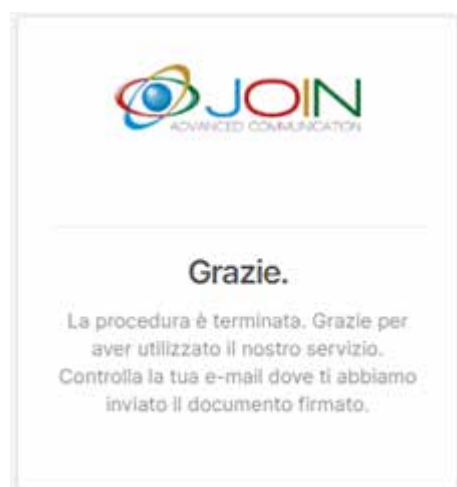 JOIN
ADVANCED COMMUNICATION
Grazie.
La procedura è terminata. Grazie per
aver utilizzato il nostro servizio.
Controlla la tua e-mail dove ti abbiamo
inviato il documento firmato.